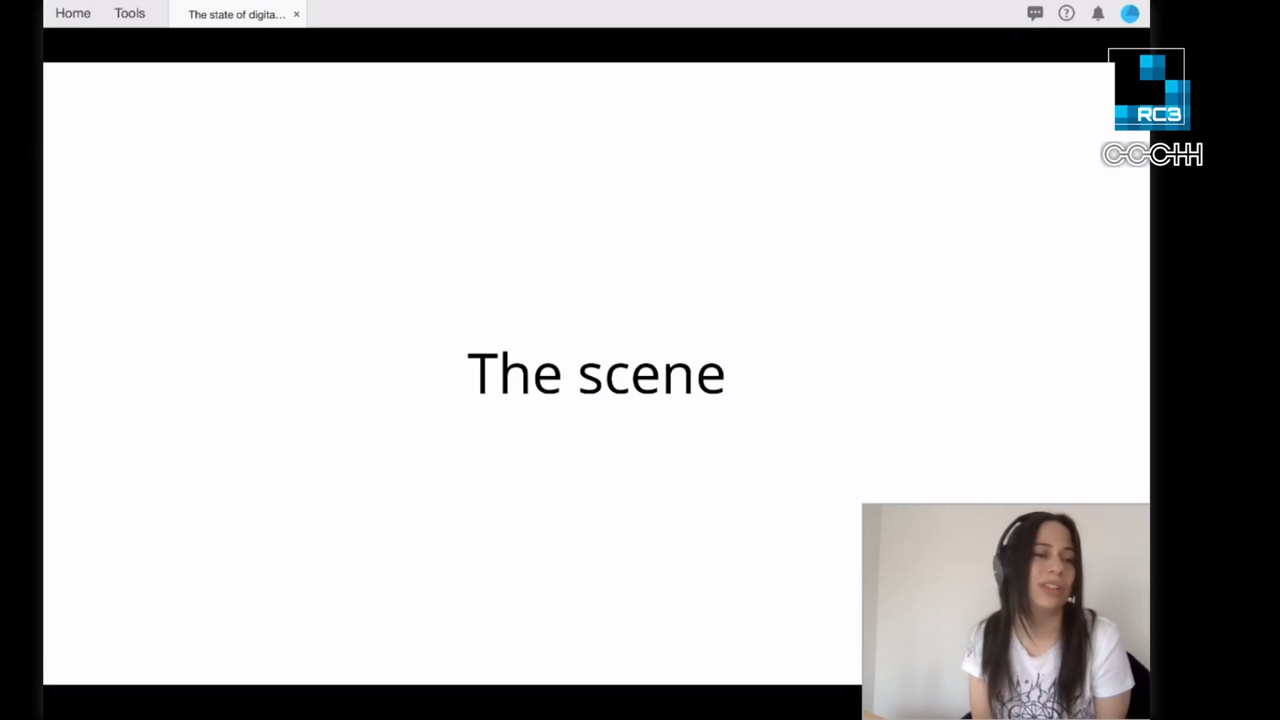 Home
Tools
The state of digita... ×
RC3
CCCHH
The scene